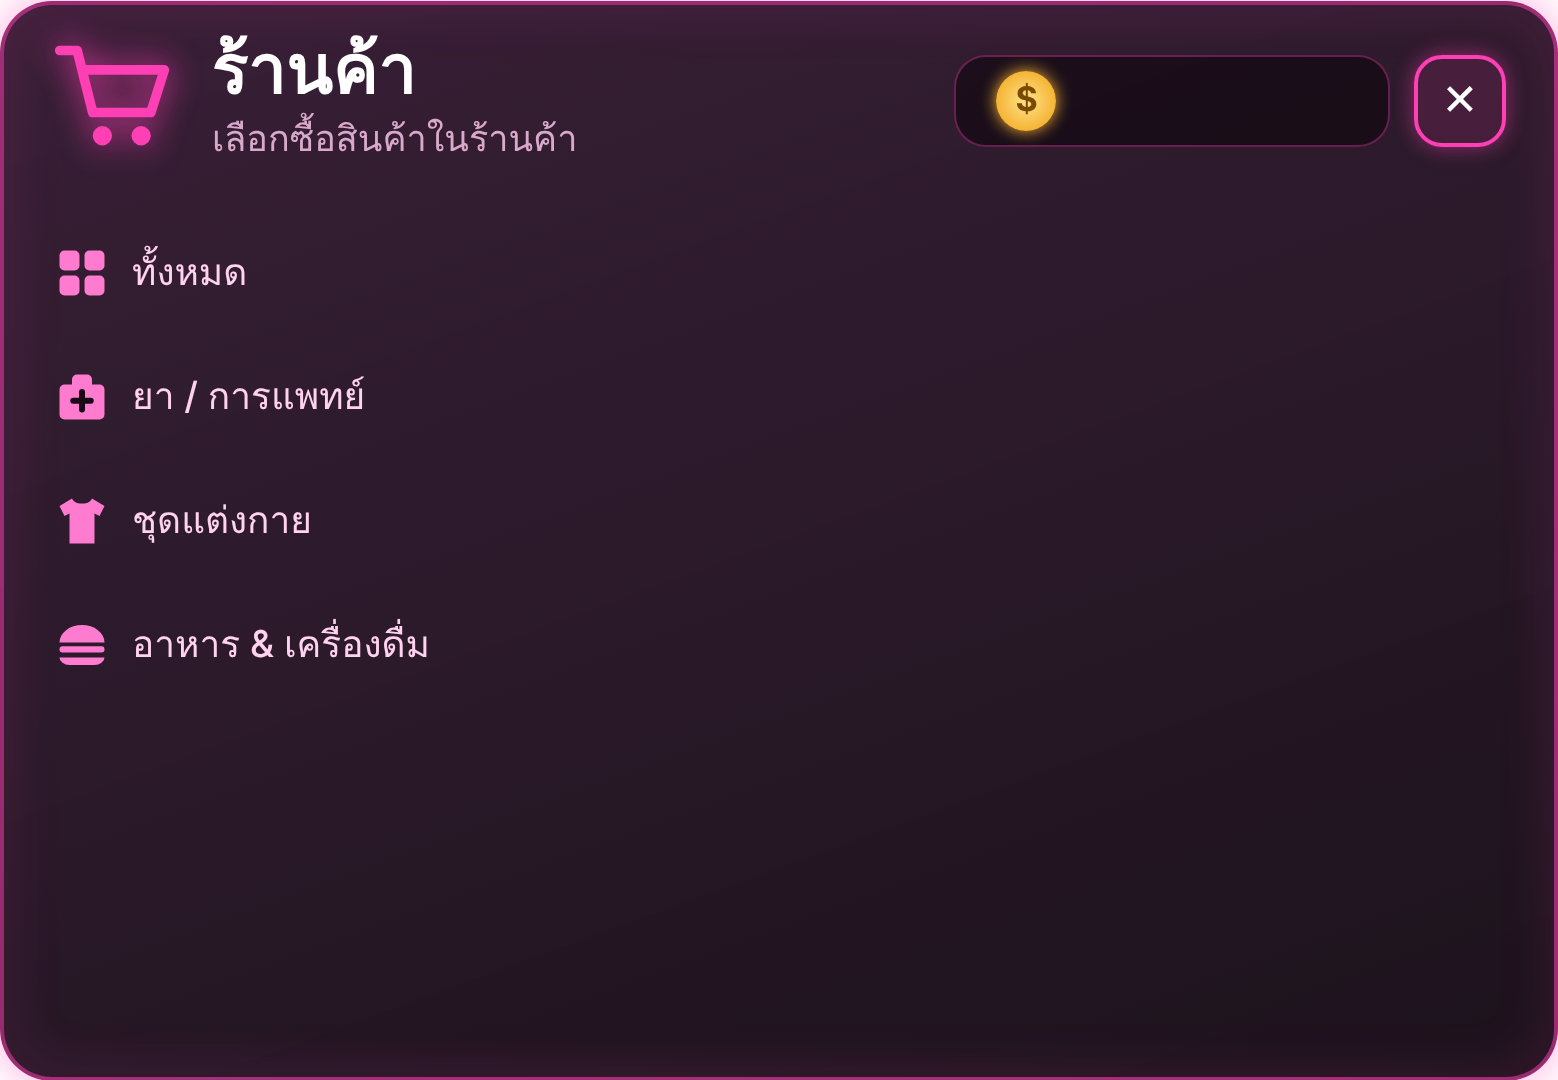 ร้านค้า
เลือกซื้อสินค้าในร้านค้า
$
✕
ทั้งหมด
ยา / การแพทย์
ชุดแต่งกาย
อาหาร & เครื่องดื่ม